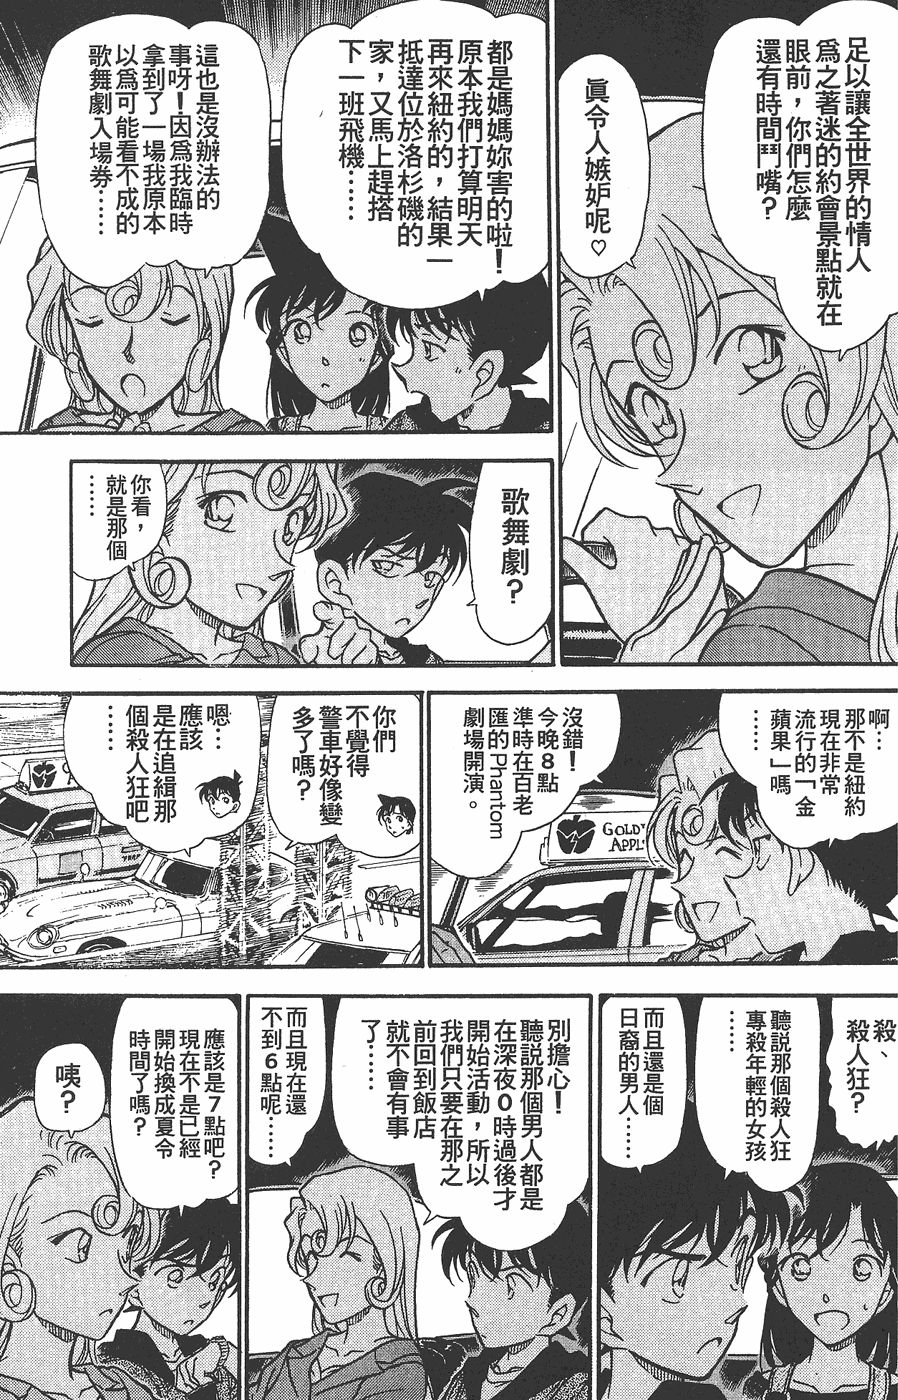 足以讓全世界的情人
為之著迷的約會景點就在
眼前，你們怎麼
還有時間鬥嘴？
眞令人嫉妒呢♡
都是媽媽妳害的啦！
原本我們打算明天
再來紐約的，結果一
抵達位於洛杉磯的
家，又馬上趕搭
下一班飛機……
這也是沒辦法的
事呀！因為我臨時
拿到了一場我原本
以為可能看不成的
歌舞劇入場券……
歌舞劇？
你看，
就是那個
……
啊…
那不是紐約
現在非常
流行的「金
蘋果」嗎
……
沒錯！
今晚8點
準時在百老
匯的Phantom
劇場開演。
GOLD
APPL
你們
不覺得
警車好像變
多了嗎？
嗯…
應該
是在追緝那
個殺人狂吧
……
殺、
殺人狂？
聽說那個殺人狂
專殺年輕的女孩
……
而且還是個
日裔的男人……
別擔心！
聽說那個男人都是
在深夜0時過後才
開始活動，所以
我們只要在那之
前回到飯店
就不會有事
了……
而且現在還
不到6點呢……
應該是7點吧？
現在不是已經
開始換成夏令
時間了嗎？
咦？